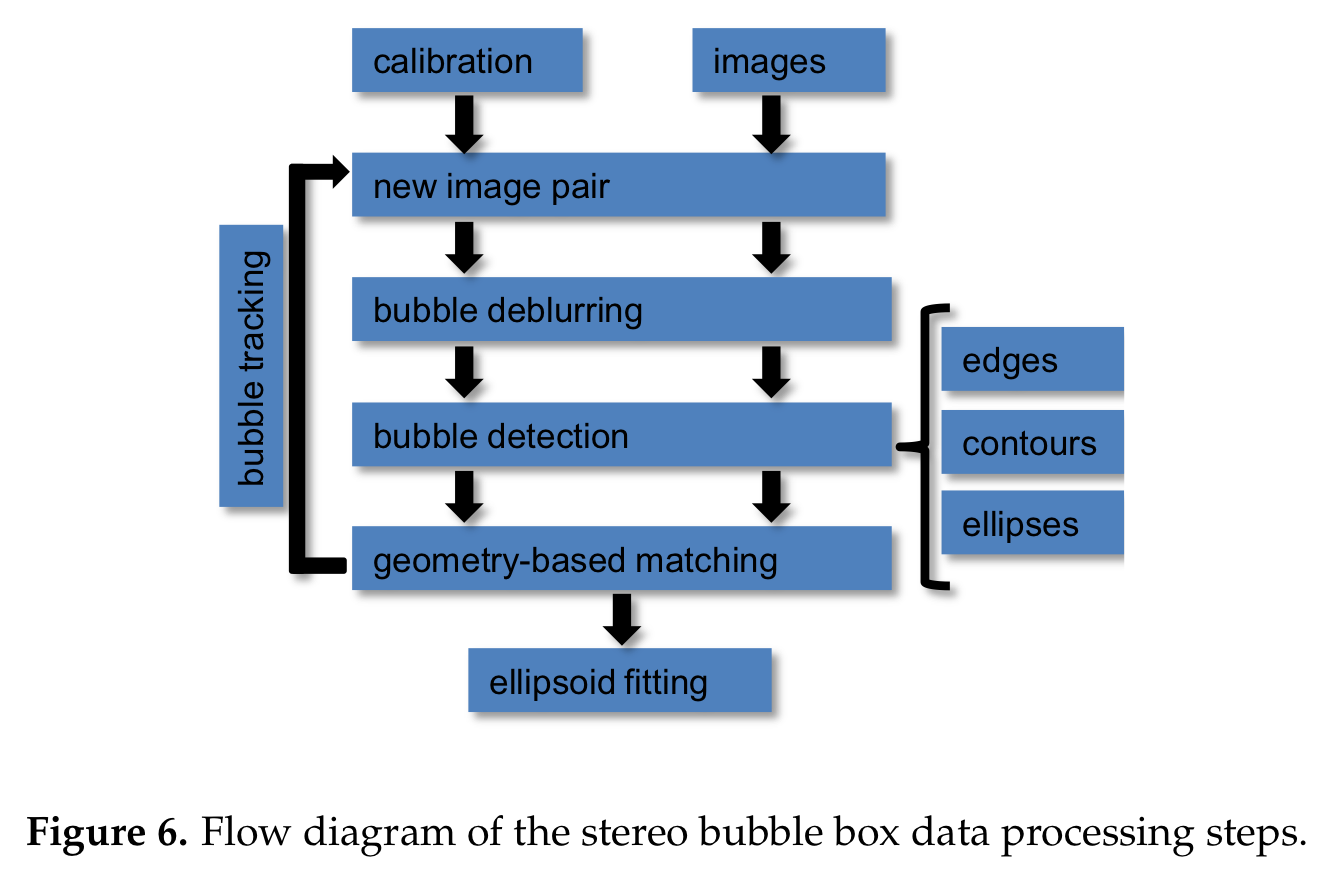 calibration
images
new image pair
bubble tracking
bubble deblurring
edges
bubble detection
contours
ellipses
geometry-based matching
ellipsoid fitting
Figure 6. Flow diagram of the stereo bubble box data processing steps.